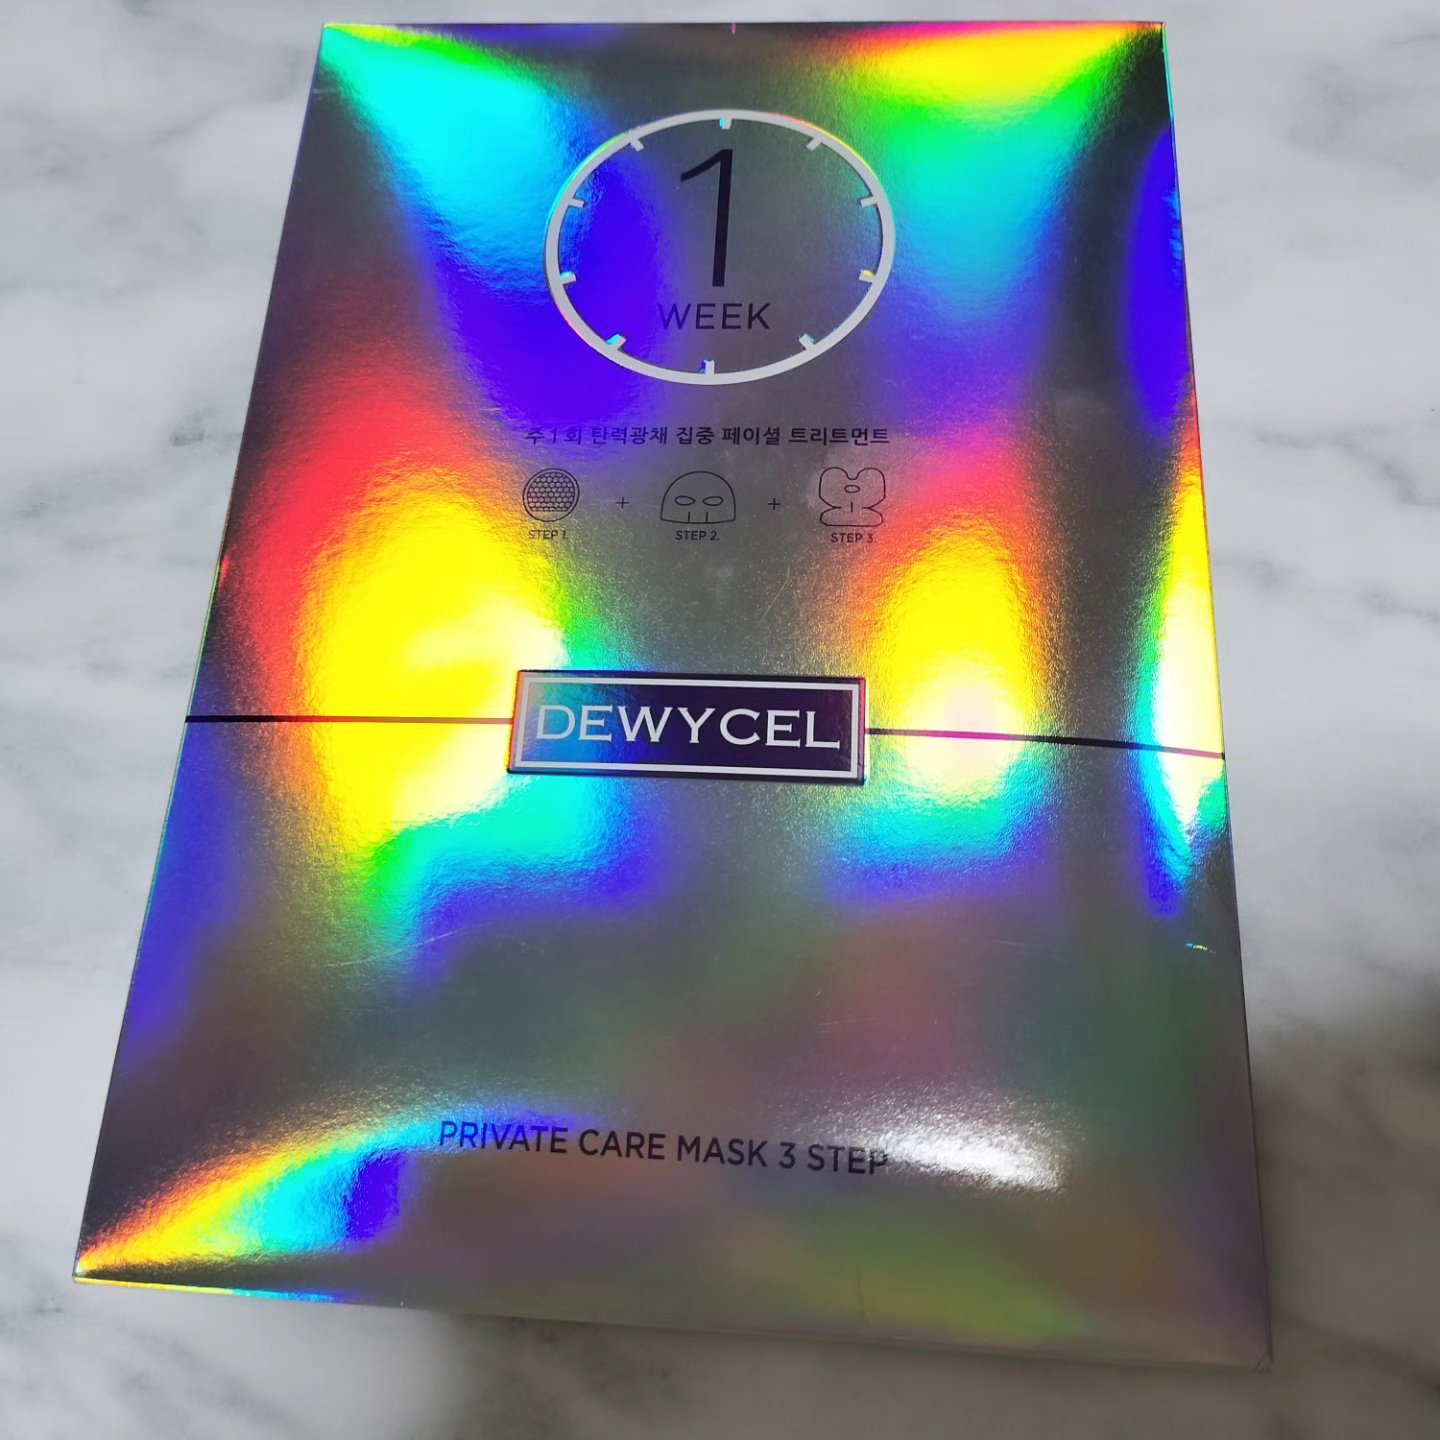 1
WEEK
주 1 회 탄력광채 집중 페이셜 트리트먼트
+ +
STEP 1. STEP 2. STEP 3.
DEWYCEL
PRIVATE CARE MASK 3 STEP